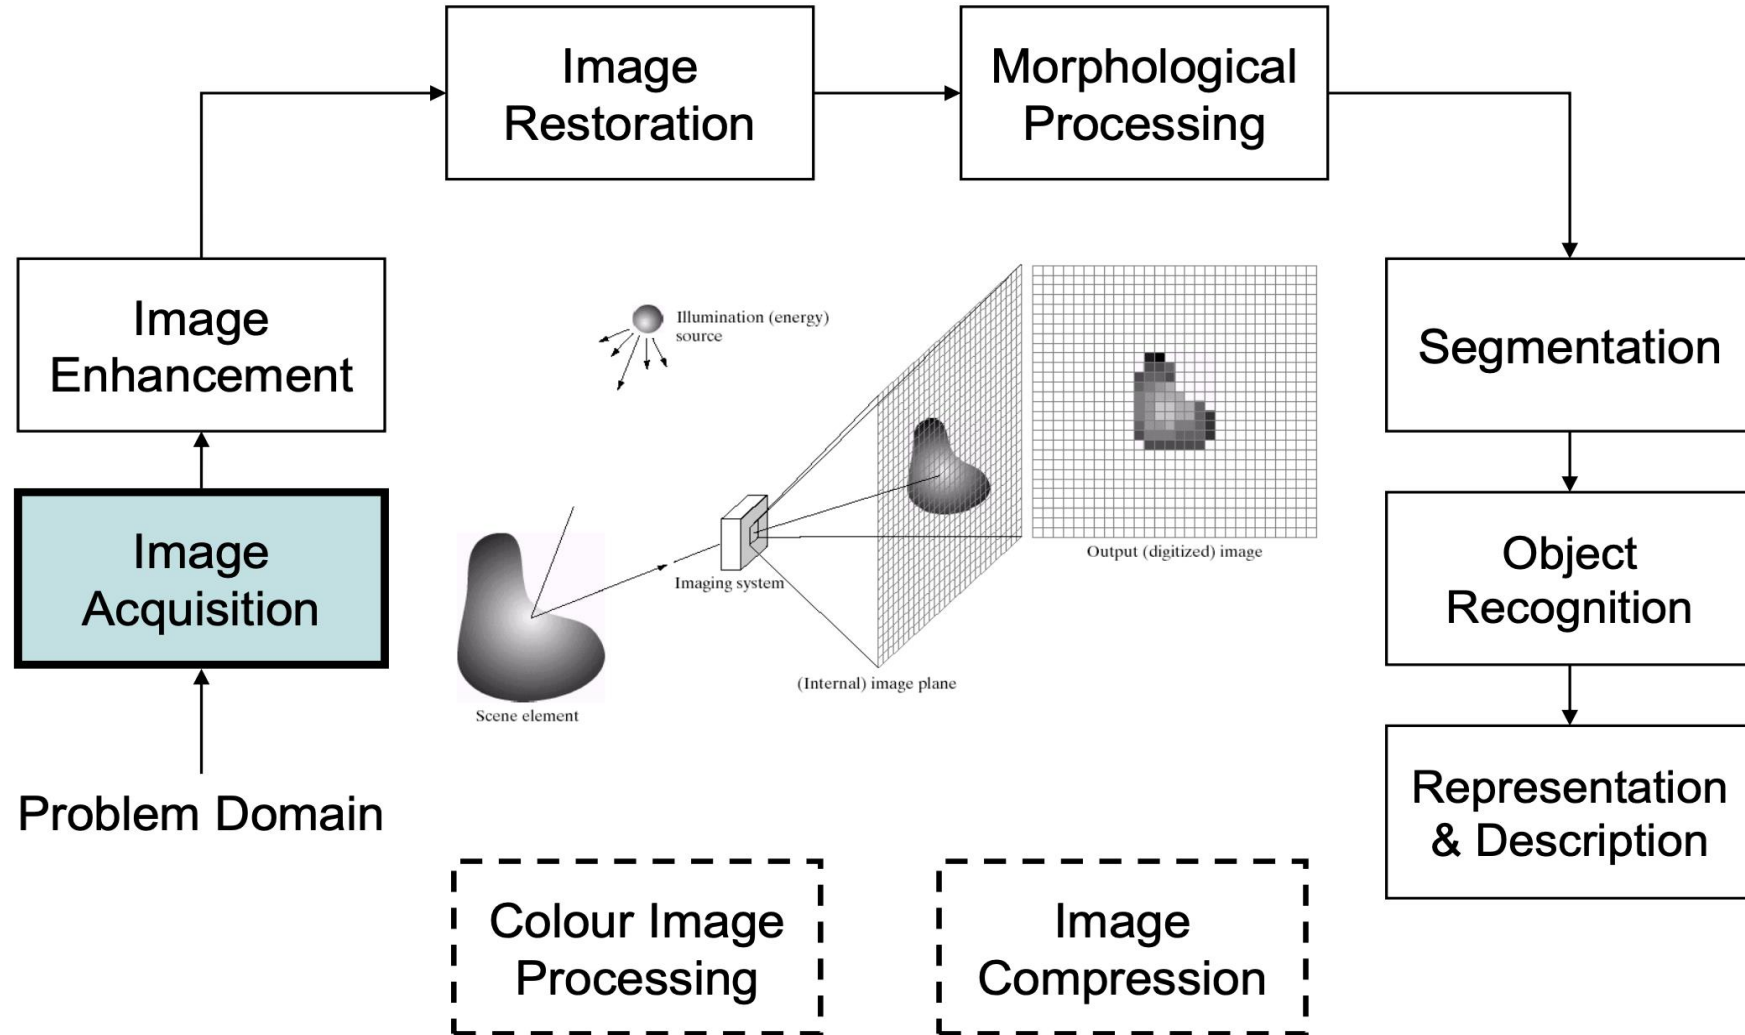 Image
Restoration
Morphological
Processing
Image
Enhancement
Illumination (energy)
source
Segmentation
Output (digitized) image
Image
Acquisition
Imaging system
Object
Recognition
(Internal) image plane
Scene element
Problem Domain
Representation
& Description
Colour Image
Processing
Image
Compression